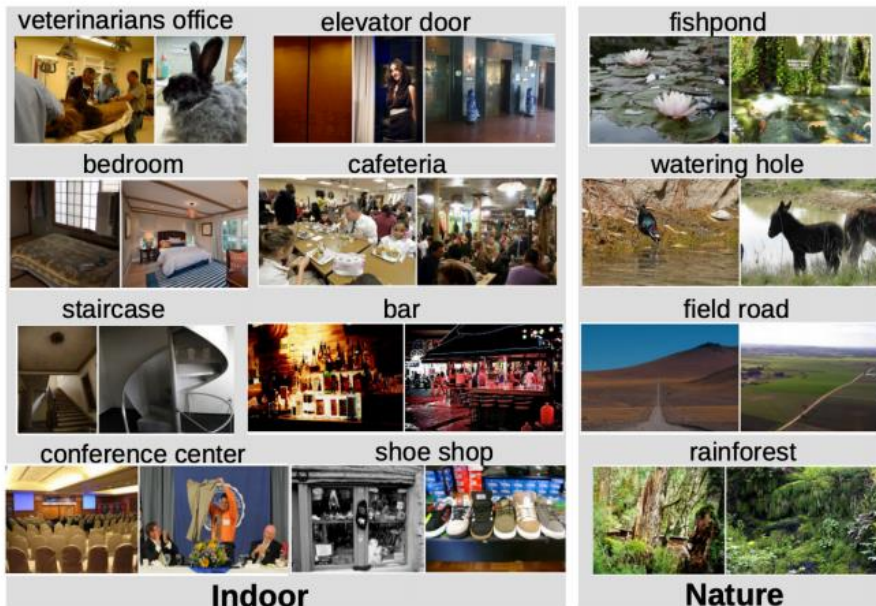 veterinarians office
elevator door
fishpond
bedroom
cafeteria
watering hole
staircase
bar
field road
conference center
shoe shop
rainforest
Indoor
Nature